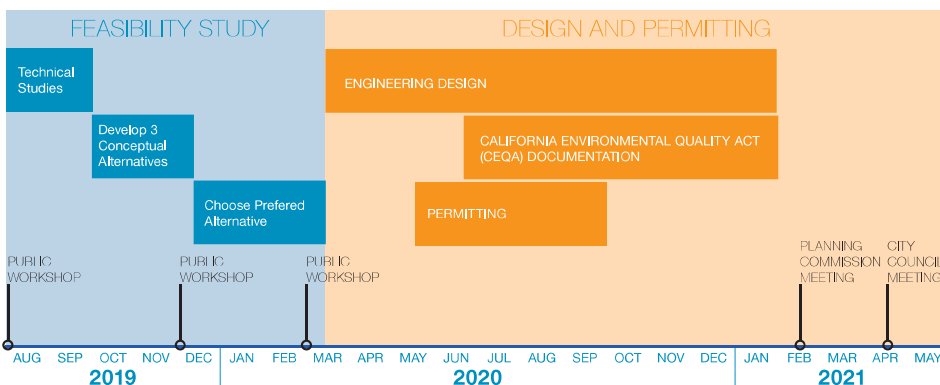 FEASIBILITY STUDY
DESIGN AND PERMITTING
Technical
Studies
ENGINEERING DESIGN
Develop 3
Conceptual
Alternatives
CALIFORNIA ENVIRONMENTAL QUALITY ACT
(CEQA) DOCUMENTATION
Choose Prefered
Alternative
PERMITTING
PUBLIC
WORKSHOP
PUBLIC
WORKSHOP
PUBLIC
WORKSHOP
PLANNING
COMMISSION
MEETING
CITY
COUNCIL
MEETING
AUG SEP OCT NOV DEC JAN FEB MAR APR MAY JUN JUL AUG SEP OCT NOV DEC JAN FEB MAR APR MAY
2019 2020 2021